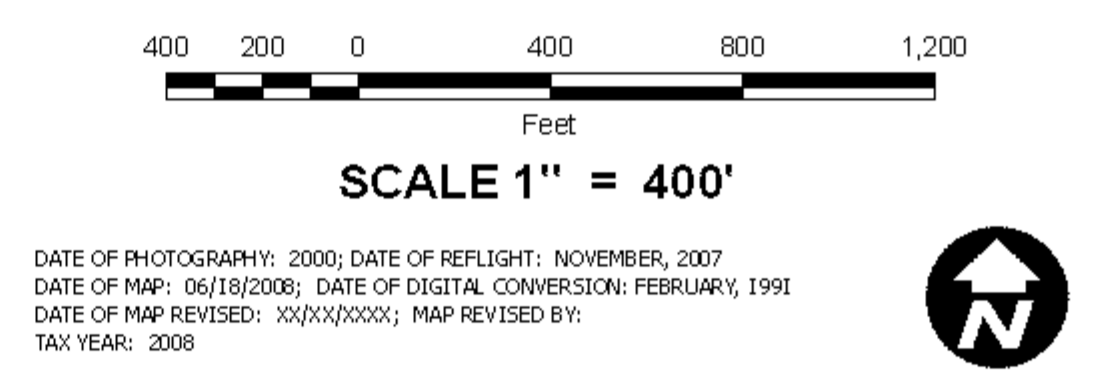 400 200 0 400 800 1,200
Feet
SCALE 1" = 400'
DATE OF PHOTOGRAPHY: 2000; DATE OF REFLIGHT: NOVEMBER, 2007
DATE OF MAP: 06/18/2008; DATE OF DIGITAL CONVERSION: FEBRUARY, 1991
DATE OF MAP REVISED: XX/XX/XXXX; MAP REVISED BY:
TAX YEAR: 2008
N